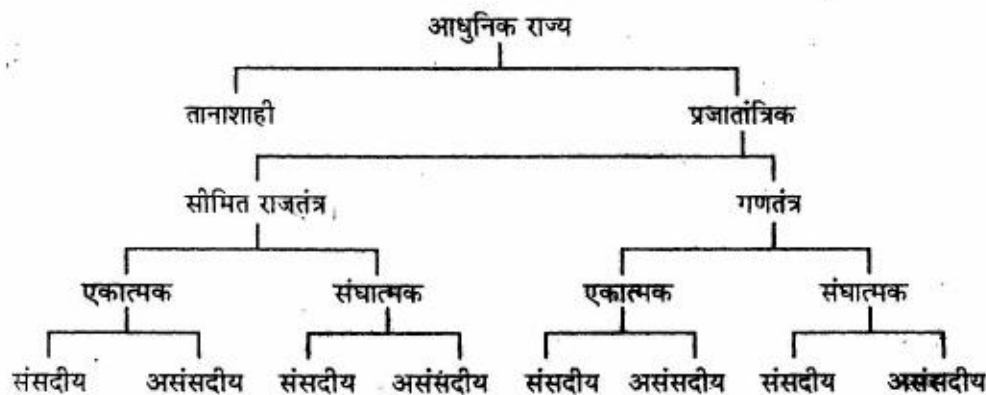 आधुनिक राज्य
तानाशाही प्रजातांत्रिक
सीमित राजतंत्र गणतंत्र
एकात्मक संघात्मक एकात्मक संघात्मक
संसदीय असंसदीय संसदीय असंसदीय संसदीय असंसदीय संसदीय असंसदीय